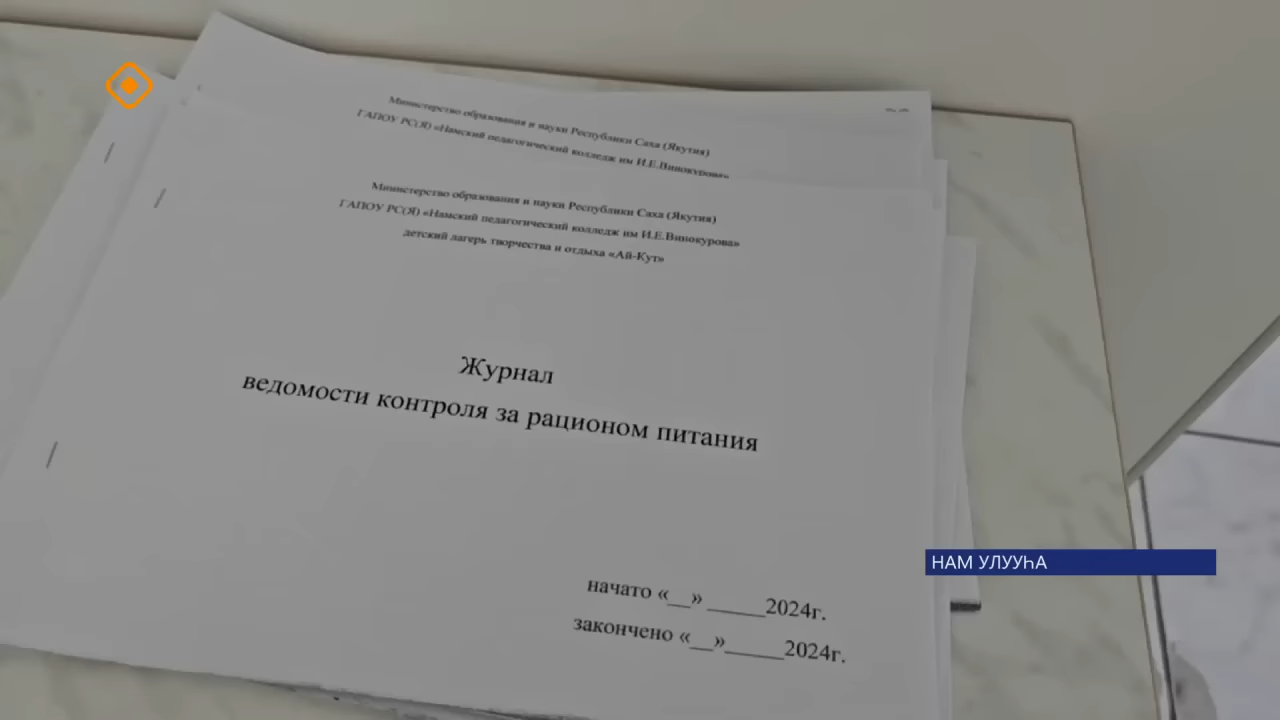 Министерство образования и науки Республики Саха (Якутия)
ГАПОУ РС(Я) «Намский педагогический колледж им И.Е.Винокурова»
Министерство образования и науки Республики Саха (Якутия)
ГАПОУ РС(Я) «Намский педагогический колледж им И.Е.Винокурова»
детский лагерь творчества и отдыха «Ай-Кут»
Журнал
ведомости контроля за рационом питания
начато «__» _____2024г.
закончено «__»_____2024г.
НАМ УЛУУҺА